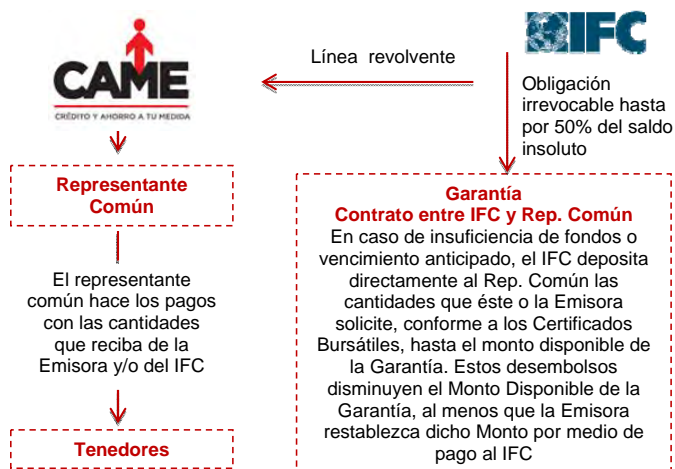 CAME
CRÉDITO Y AHORRO A TU MEDIDA
Línea revolvente
IFC
Obligación
irrevocable hasta
por 50% del saldo
insoluto
Representante
Común
El representante
común hace los pagos
con las cantidades
que reciba de la
Emisora y/o del IFC
Tenedores
Garantía
Contrato entre IFC y Rep. Común
En caso de insuficiencia de fondos o
vencimiento anticipado, el IFC deposita
directamente al Rep. Común las
cantidades que éste o la Emisora
solicite, conforme a los Certificados
Bursátiles, hasta el monto disponible de
la Garantía. Estos desembolsos
disminuyen el Monto Disponible de la
Garantía, al menos que la Emisora
restablezca dicho Monto por medio de
pago al IFC